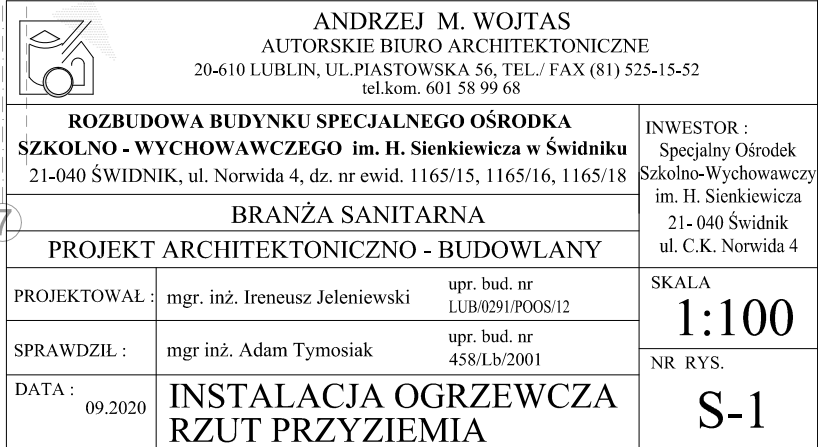 ANDRZEJ M. WOJTAS
AUTORSKIE BIURO ARCHITEKTONICZNE
20-610 LUBLIN, UL.PIASTOWSKA 56, TEL./ FAX (81) 525-15-52
tel.kom. 601 58 99 68
ROZBUDOWA BUDYNKU SPECJALNEGO OŚRODKA
SZKOLNO - WYCHOWAWCZEGO im. H. Sienkiewicza w Świdniku
21-040 ŚWIDNIK, ul. Norwida 4, dz. nr ewid. 1165/15, 1165/16, 1165/18
INWESTOR :
Specjalny Ośrodek
Szkolno-Wychowawczy
im. H. Sienkiewicza
21- 040 Świdnik
ul. C.K. Norwida 4
7
BRANŻA SANITARNA
PROJEKT ARCHITEKTONICZNO - BUDOWLANY
PROJEKTOWAŁ :
mgr. inż. Ireneusz Jeleniewski
upr. bud. nr
LUB/0291/POOS/12
SKALA
1:100
SPRAWDZIŁ :
mgr inż. Adam Tymosiak
upr. bud. nr
458/Lb/2001
NR RYS.
S-1
DATA :
09.2020
INSTALACJA OGRZEWCZA
RZUT PRZYZIEMIA